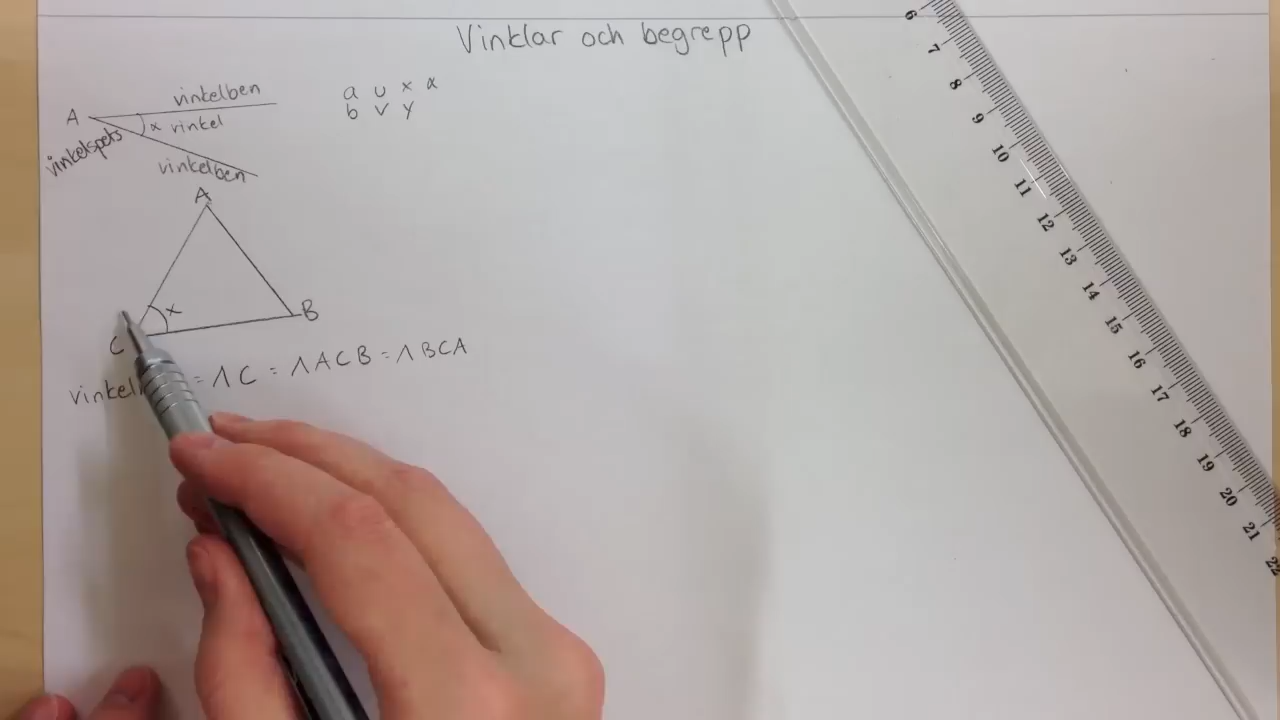 Vinklar och begrepp
A vinkelben
x vinkel
vinkelspets
vinkelben
a u x α
b v y
A
x
B
C
vinkel = ∧ C = ∧ ACB = ∧ BCA
6
7
8
9
10
11
12
13
14
15
16
17
18
19
20
21
22